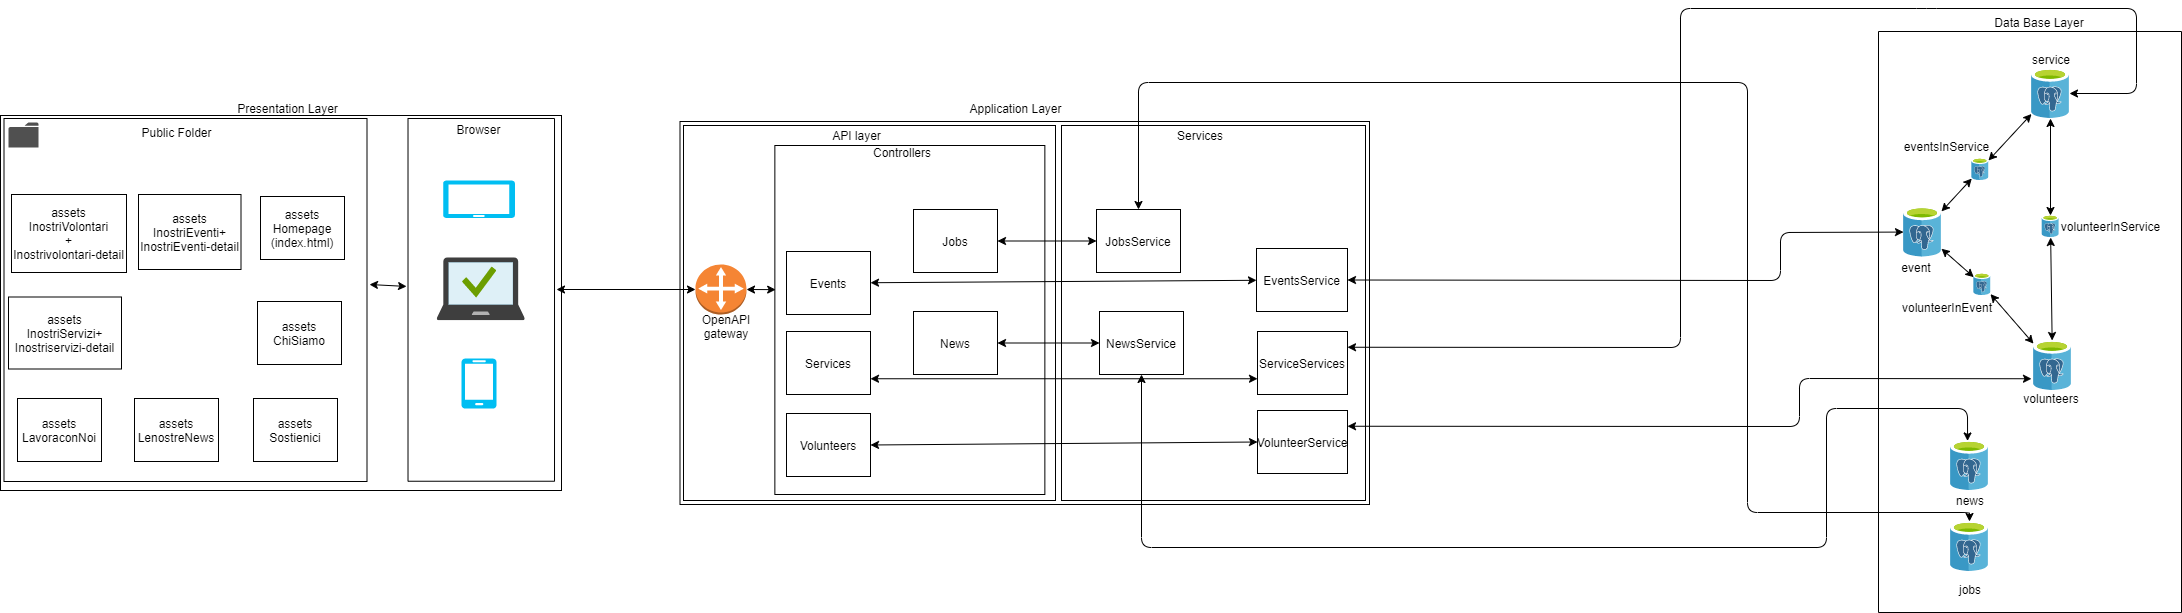 Presentation Layer
Public Folder
assets
InostriVolontari
+
Inostrivolontari-detail
assets
InostriEventi+
InostriEventi-detail
assets
Homepage
(index.html)
assets
InostriServizi+
Inostriservizi-detail
assets
ChiSiamo
assets
LavoraconNoi
assets
LenostreNews
assets
Sostienici
Browser
Application Layer
API layer
OpenAPI
gateway
Controllers
Jobs
Events
News
Services
Volunteers
Services
JobsService
EventsService
NewsService
ServiceServices
VolunteerService
Data Base Layer
service
eventsInService
volunteerInService
event
volunteerInEvent
volunteers
news
jobs